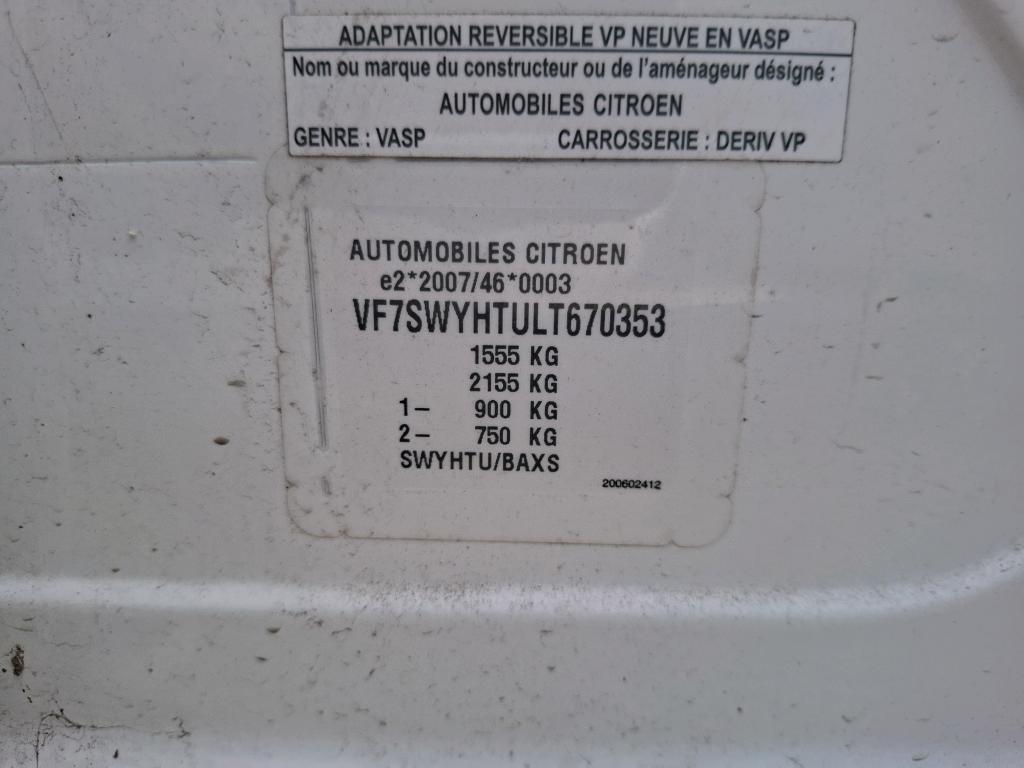 ADAPTATION REVERSIBLE VP NEUVE EN VASP
Nom ou marque du constructeur ou de l'aménageur désigné :
AUTOMOBILES CITROEN
GENRE : VASP CARROSSERIE : DERIV VP
AUTOMOBILES CITROEN
e2*2007/46*0003
VF7SWYHTULT670353
1555 KG
2155 KG
1– 900 KG
2– 750 KG
SWYHTU/BAXS
200602412